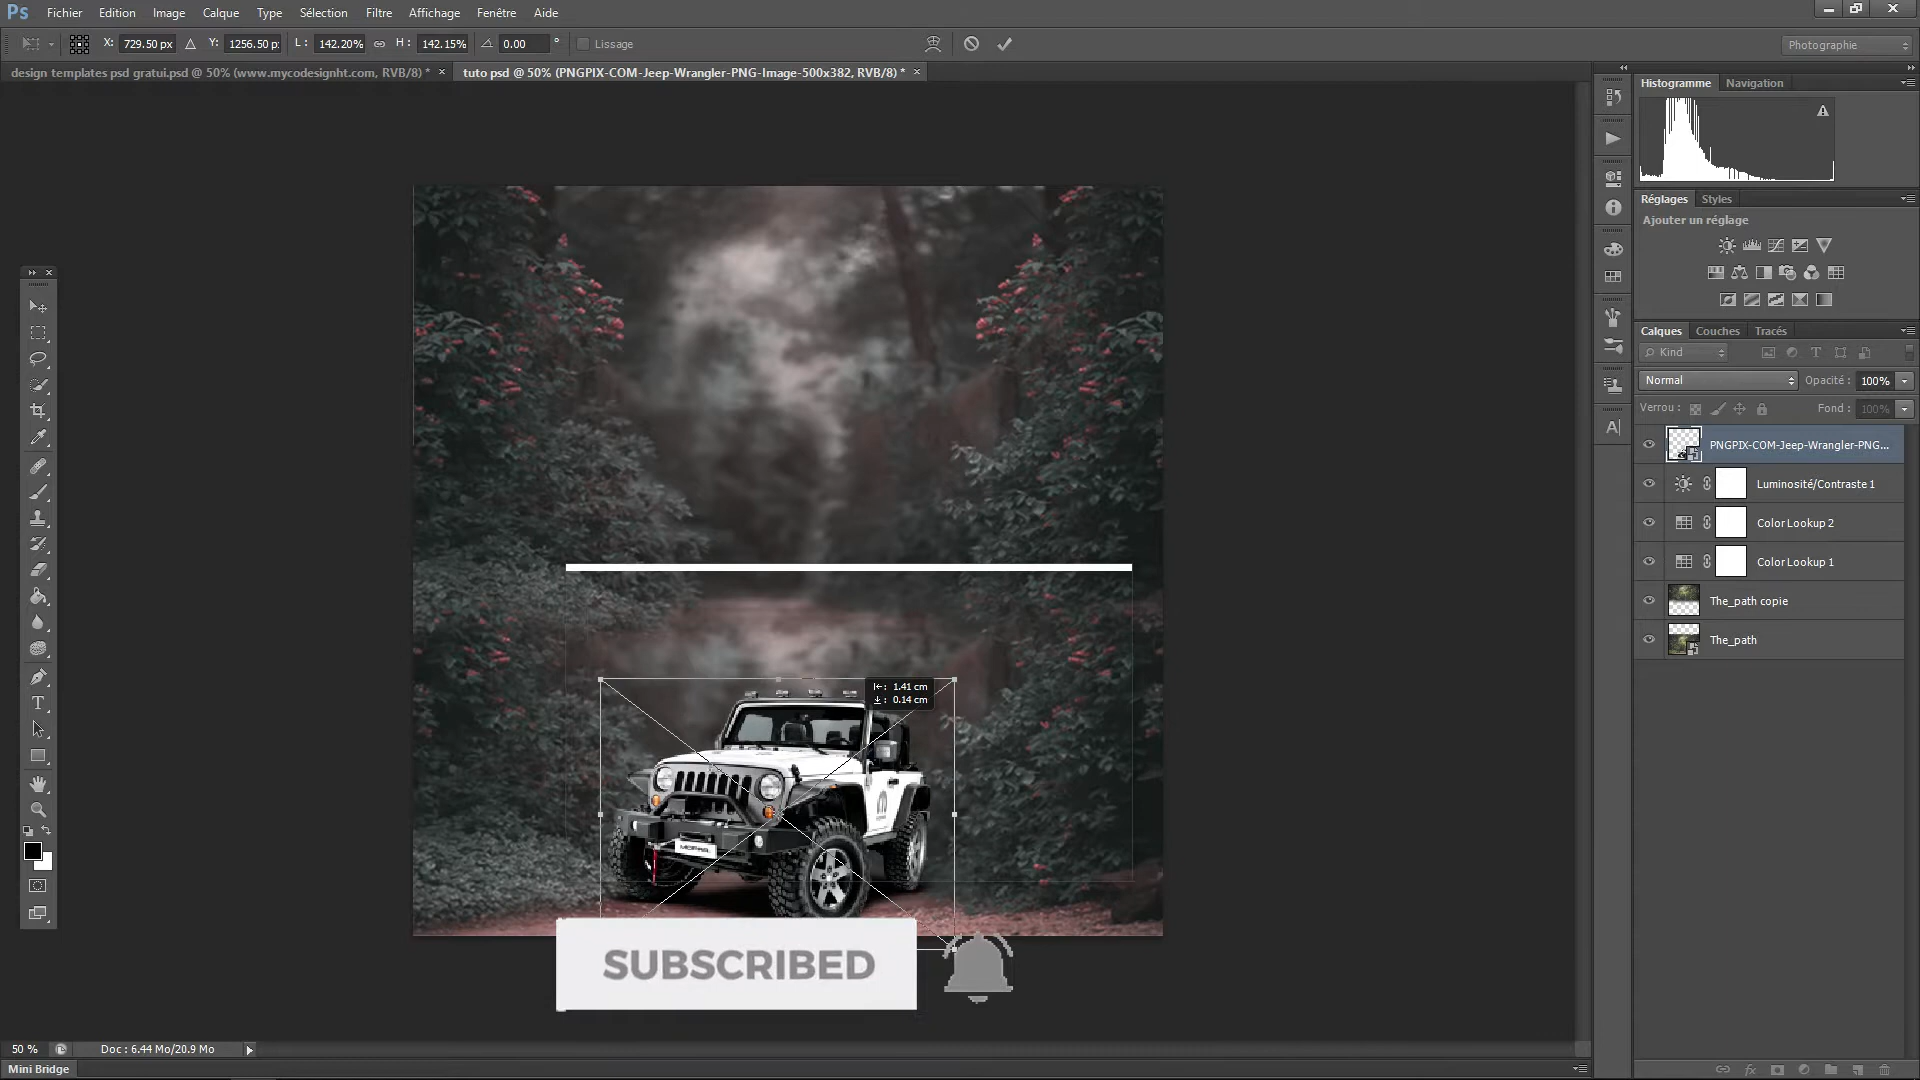 Ps Fichier Edition Image Calque Type Sélection Filtre Affichage Fenêtre Aide
X: 729.50 px Y: 1256.50 p: L: 142.20% H: 142.15% 0.00 ° Lissage Photographie
design templates psd gratui.psd @ 50% (www.mycodesignht.com, RVB/8) * × tuto psd @ 50% (PNGPIX-COM-Jeep-Wrangler-PNG-Image-500x382, RVB/8) * ×
Histogramme Navigation
Réglages Styles
Ajouter un réglage
Calques Couches Tracés
Kind
Normal Opacité : 100%
Verrou : Fond : 100%
PNGPIX-COM-Jeep-Wrangler-PNG...
Luminosité/Contraste 1
Color Lookup 2
Color Lookup 1
The_path copie
The_path
1.41 cm
0.14 cm
SUBSCRIBED
50 % Doc : 6.44 Mo/20.9 Mo
Mini Bridge